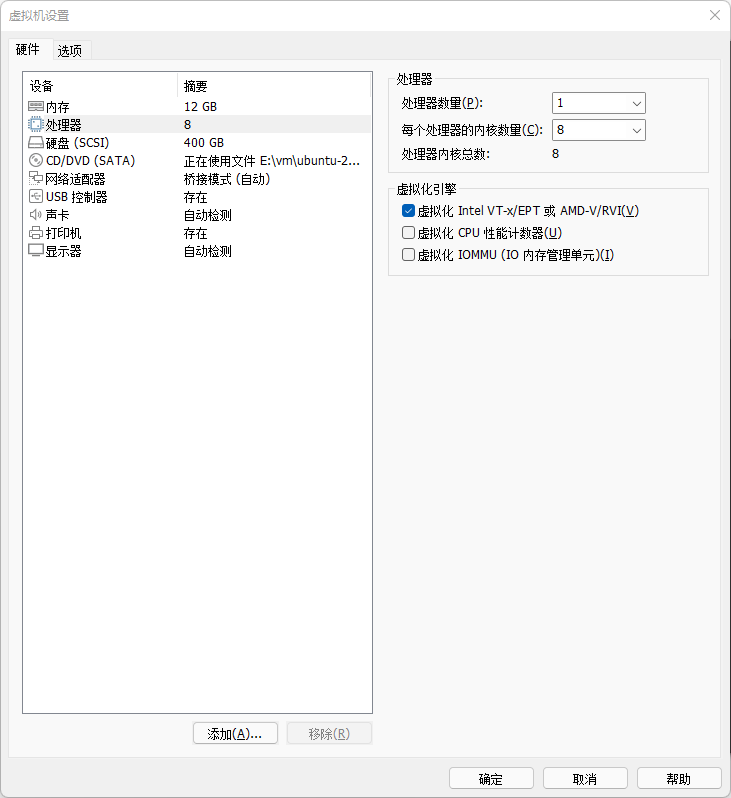 虚拟机设置
硬件 选项
设备 摘要
内存 12 GB
处理器 8
硬盘 (SCSI) 400 GB
CD/DVD (SATA) 正在使用文件 E:\vm\ubuntu-2...
网络适配器 桥接模式 (自动)
USB 控制器 存在
声卡 自动检测
打印机 存在
显示器 自动检测
添加(A)... 移除(R)
处理器
处理器数量(P): 1
每个处理器的内核数量(C): 8
处理器内核总数: 8
虚拟化引擎
虚拟化 Intel VT-x/EPT 或 AMD-V/RVI(V)
虚拟化 CPU 性能计数器(U)
虚拟化 IOMMU (IO 内存管理单元)(I)
确定 取消 帮助